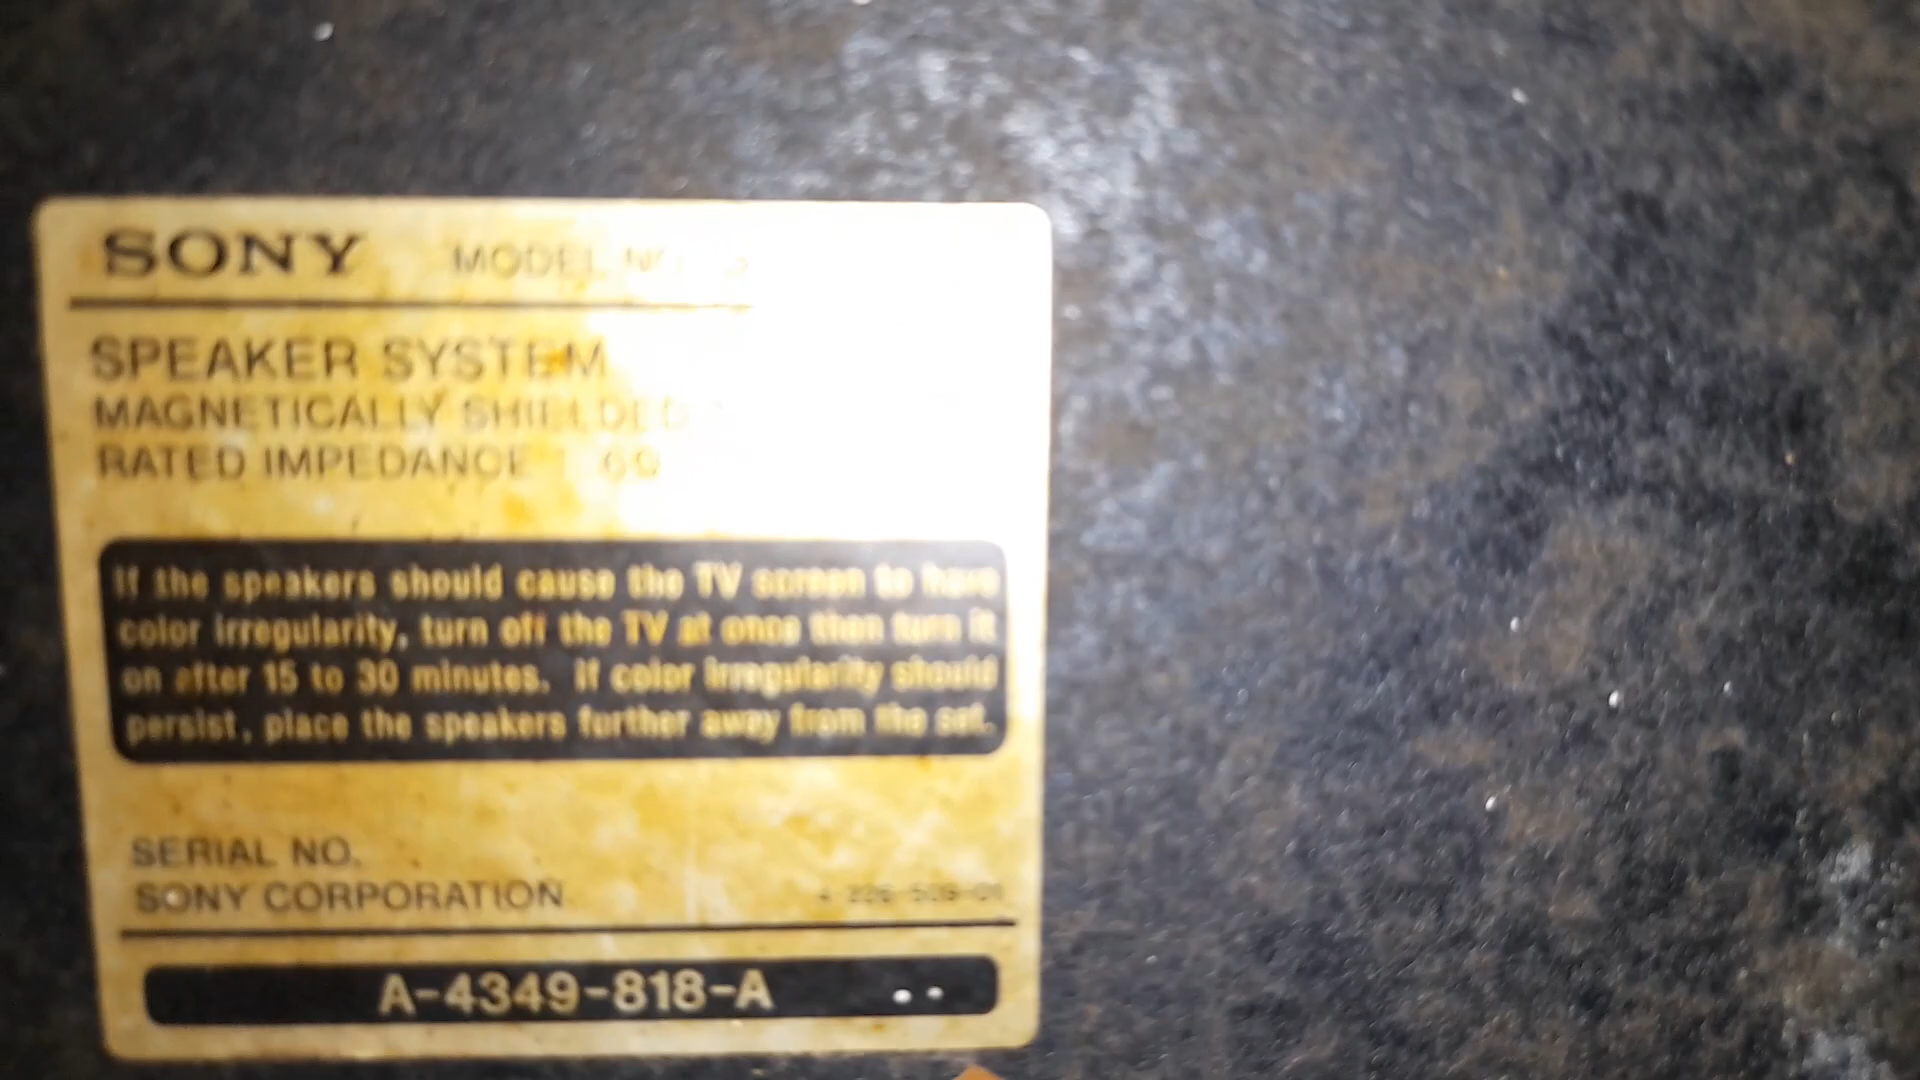 SONY MODEL NO.
SPEAKER SYSTEM
MAGNETICALLY SHIELDED
RATED IMPEDANCE
If the speakers should cause the TV screen to have
color irregularity, turn off the TV at once then turn it
on after 15 to 30 minutes. If color irregularity should
persist, place the speakers further away from the set.
SERIAL NO.
SONY CORPORATION
A-4349-818-A